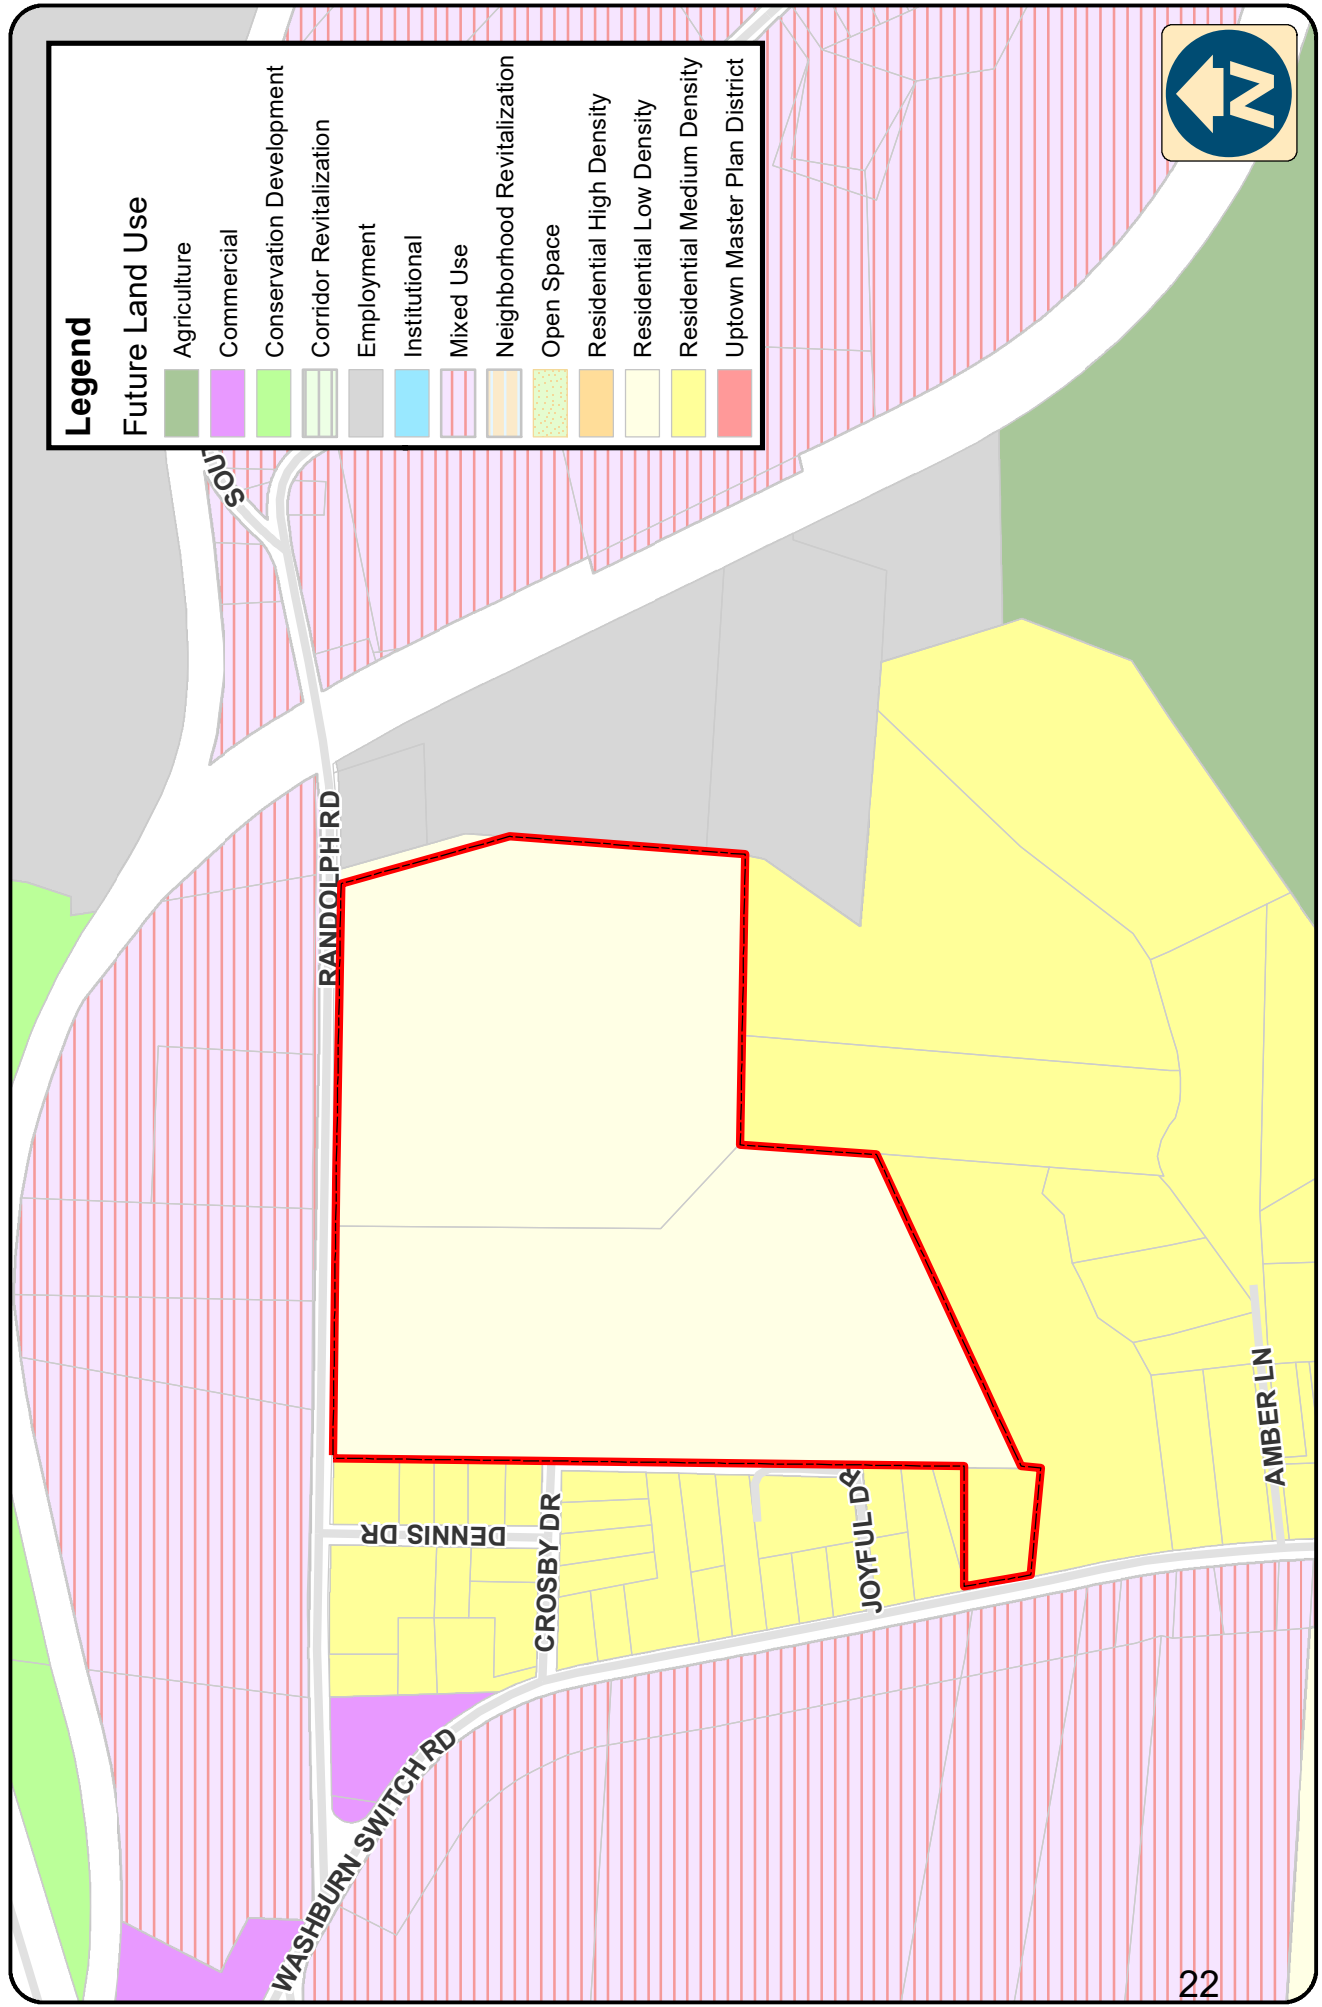 Legend
Future Land Use
Agriculture
Commercial
Conservation Development
Corridor Revitalization
Employment
Institutional
Mixed Use
Neighborhood Revitalization
Open Space
Residential High Density
Residential Low Density
Residential Medium Density
Uptown Master Plan District
N
SOUT
RANDOLPH RD
DENNIS DR
CROSBY DR
JOYFUL DR
AMBER LN
WASHBURN SWITCH RD
22